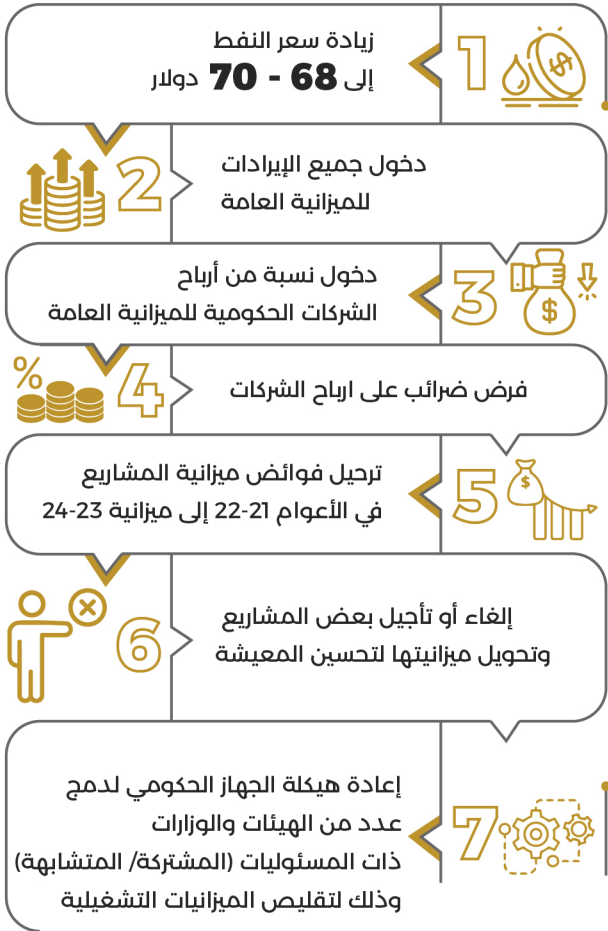 1
زيادة سعر النفط
إلى 68 - 70 دولار
$
2
دخول جميع الإيرادات
للميزانية العامة
3
دخول نسبة من أرباح
الشركات الحكومية للميزانية العامة
$
4
%
فرض ضرائب على ارباح الشركات
5
ترحيل فوائض ميزانية المشاريع
في الأعوام 21-22 إلى ميزانية 23-24
$
6
إلغاء أو تأجيل بعض المشاريع
وتحويل ميزانيتها لتحسين المعيشة
7
إعادة هيكلة الجهاز الحكومي لدمج
عدد من الهيئات والوزارات
ذات المسئوليات (المشتركة/ المتشابهة)
وذلك لتقليص الميزانيات التشغيلية